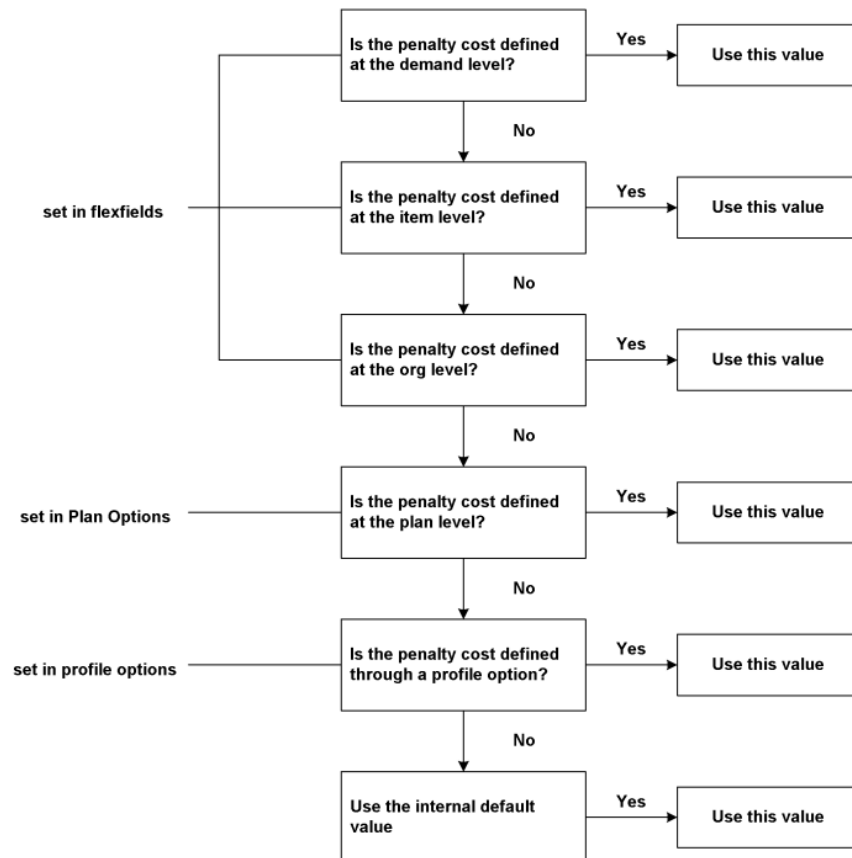 Is the penalty cost defined
at the demand level?
Yes
Use this value
No
set in flexfields
Is the penalty cost defined
at the item level?
Yes
Use this value
No
Is the penalty cost defined
at the org level?
Yes
Use this value
No
set in Plan Options
Is the penalty cost defined
at the plan level?
Yes
Use this value
No
set in profile options
Is the penalty cost defined
through a profile option?
Yes
Use this value
No
Use the internal default
value
Yes
Use this value